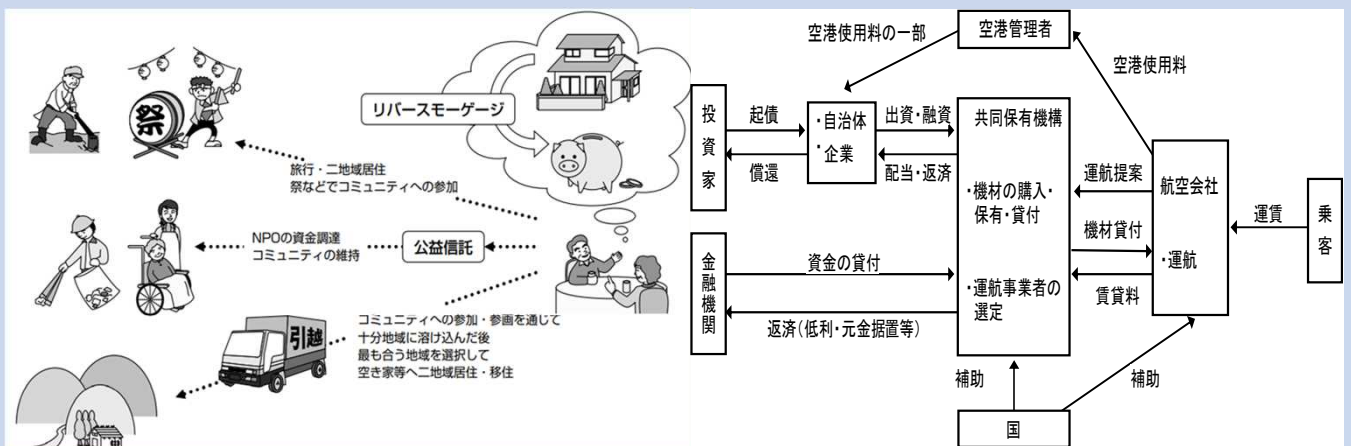 リバースモーゲージ
祭
旅行・二地域居住
祭などでコミュニティへの参加
NPOの資金調達
コミュニティの維持
公益信託
コミュニティへの参加・参画を通じて
十分地域に溶け込んだ後
最も合う地域を選択して
空き家等へ二地域居住・移住
引越
空港使用料の一部
空港管理者
空港使用料
投資家
起債
償還
・自治体
・企業
出資・融資
配当・返済
共同保有機構
・機材の購入・
保有・貸付
・運航事業者の
選定
運航提案
機材貸付
賃貸料
航空会社
・運航
運賃
乗客
金融機関
資金の貸付
返済(低利・元金据置等)
補助
補助
国